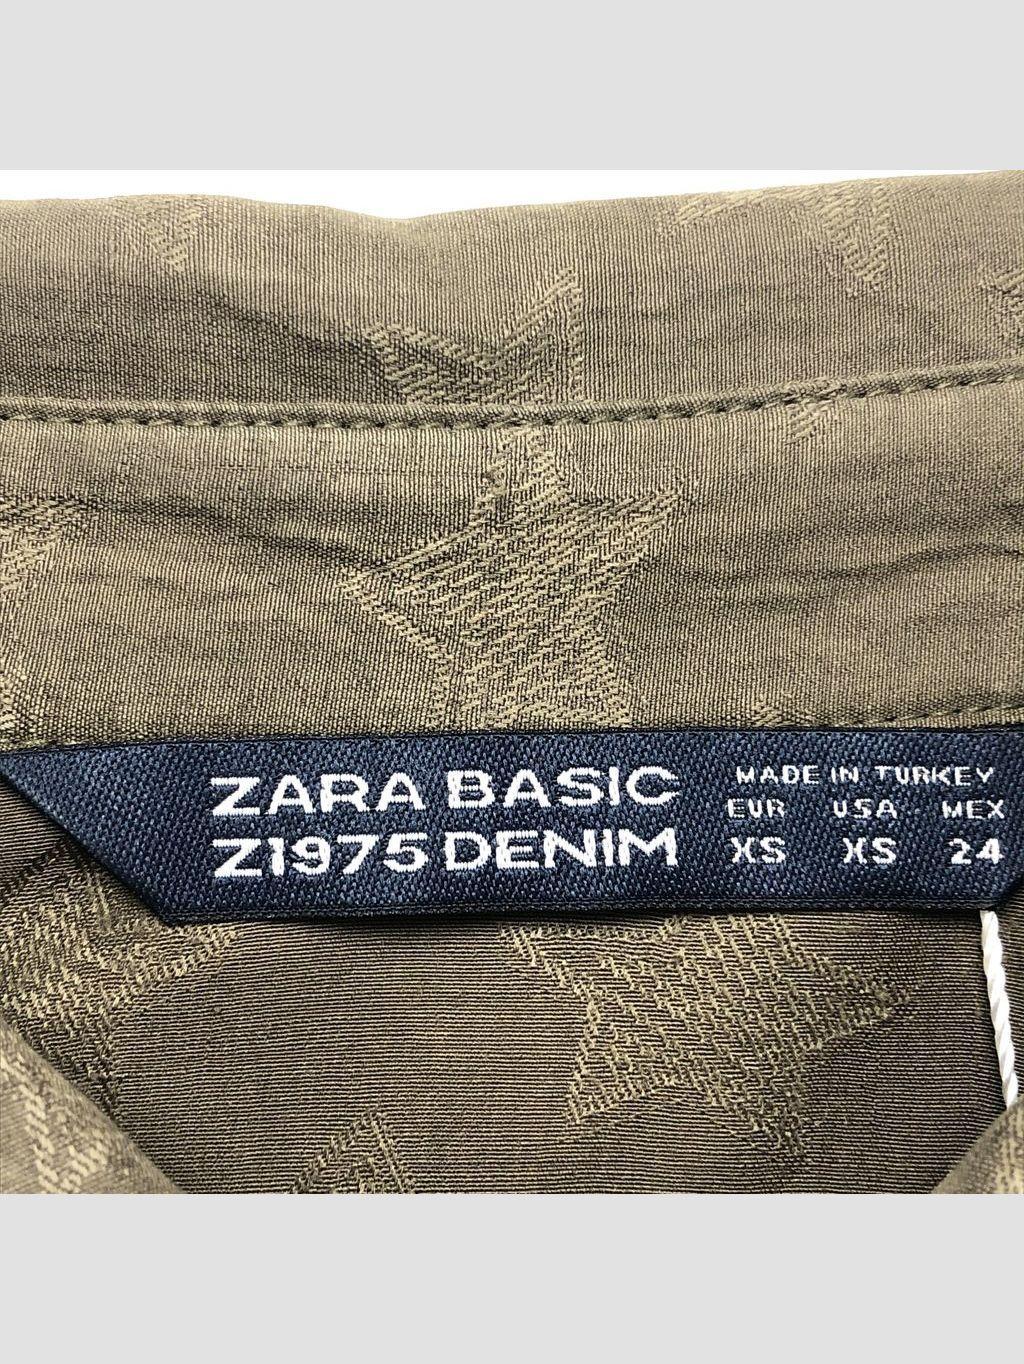 ZARA BASIC
Z1975 DENIM
MADE IN TURKEY
EUR USA MEX
XS XS 24